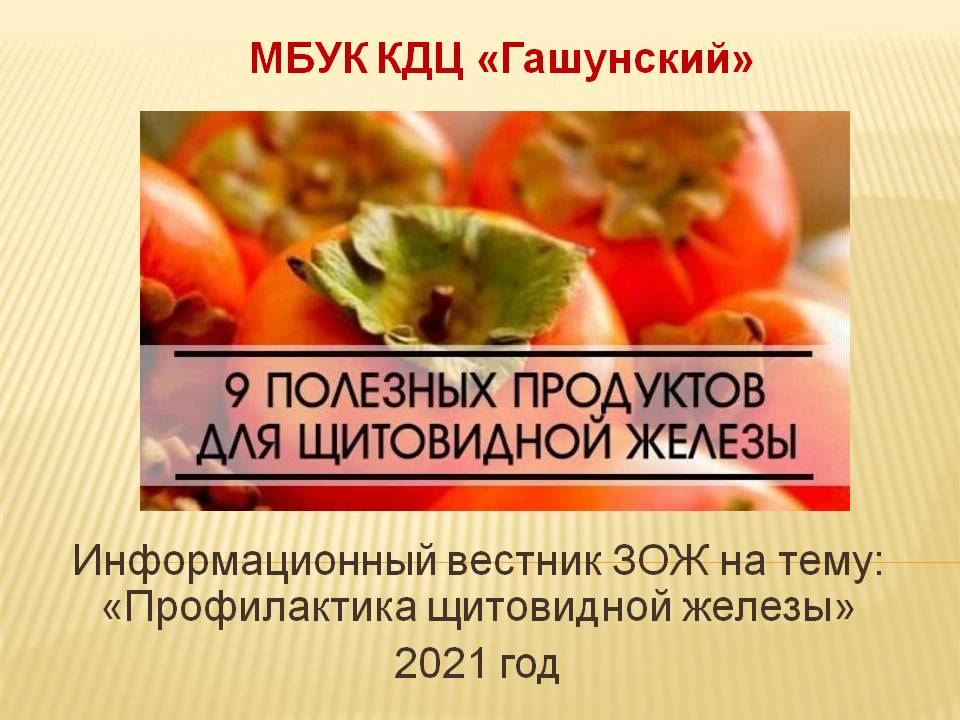 МБУК КДЦ «Гашунский»
9 ПОЛЕЗНЫХ ПРОДУКТОВ
ДЛЯ ЩИТОВИДНОЙ ЖЕЛЕЗЫ
Информационный вестник ЗОЖ на тему:
«Профилактика щитовидной железы»
2021 год